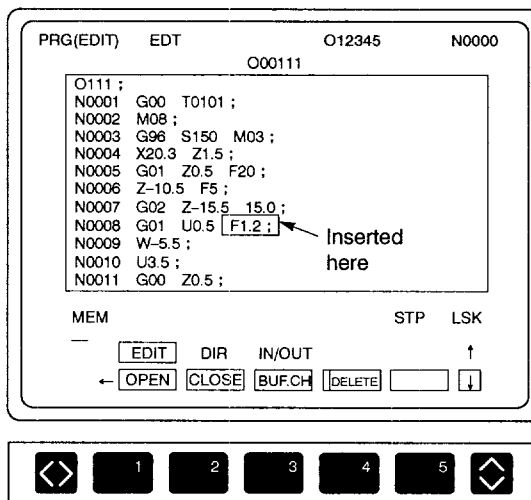 PRG(EDIT) EDT O12345 N0000
O00111
O111 ;
N0001 G00 T0101 ;
N0002 M08 ;
N0003 G96 S150 M03 ;
N0004 X20.3 Z1.5 ;
N0005 G01 Z0.5 F20 ;
N0006 Z–10.5 F5 ;
N0007 G02 Z–15.5 15.0 ;
N0008 G01 U0.5 F1.2 ;
N0009 W–5.5 ;
N0010 U3.5 ;
N0011 G00 Z0.5 ;
Inserted
here
MEM STP LSK
EDIT DIR IN/OUT ↑
← OPEN CLOSE BUF.CH DELETE ↓
1 2 3 4 5